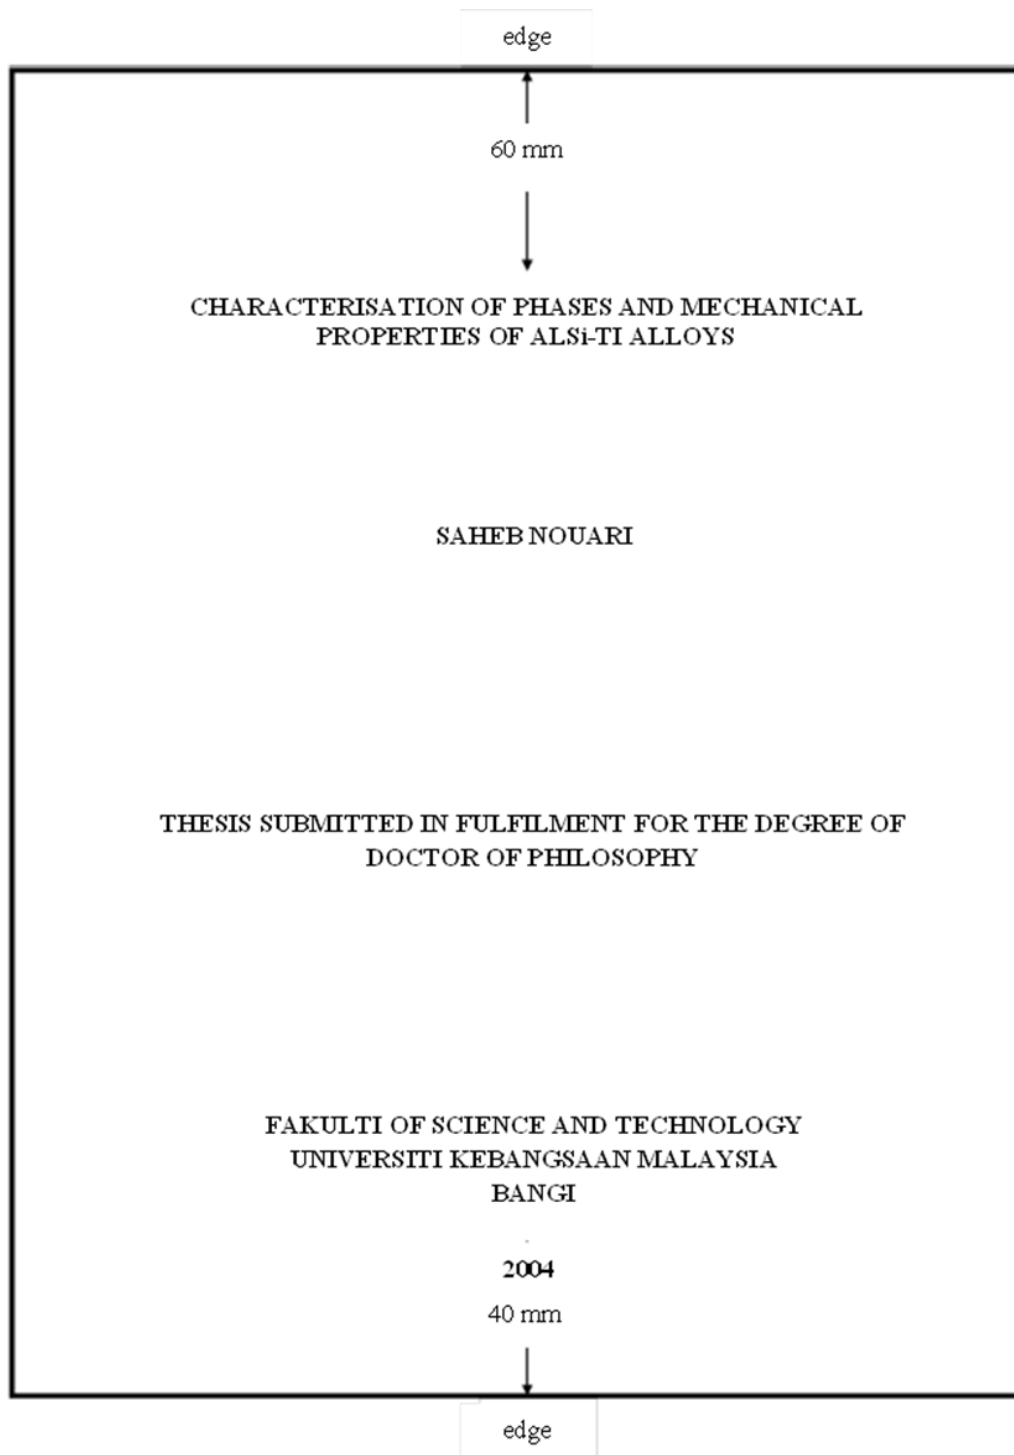 edge
60 mm
CHARACTERISATION OF PHASES AND MECHANICAL
PROPERTIES OF ALSi-TI ALLOYS
SAHEB NOUARI
THESIS SUBMITTED IN FULFILMENT FOR THE DEGREE OF
DOCTOR OF PHILOSOPHY
FAKULTI OF SCIENCE AND TECHNOLOGY
UNIVERSITI KEBANGSAAN MALAYSIA
BANGI
2004
40 mm
edge